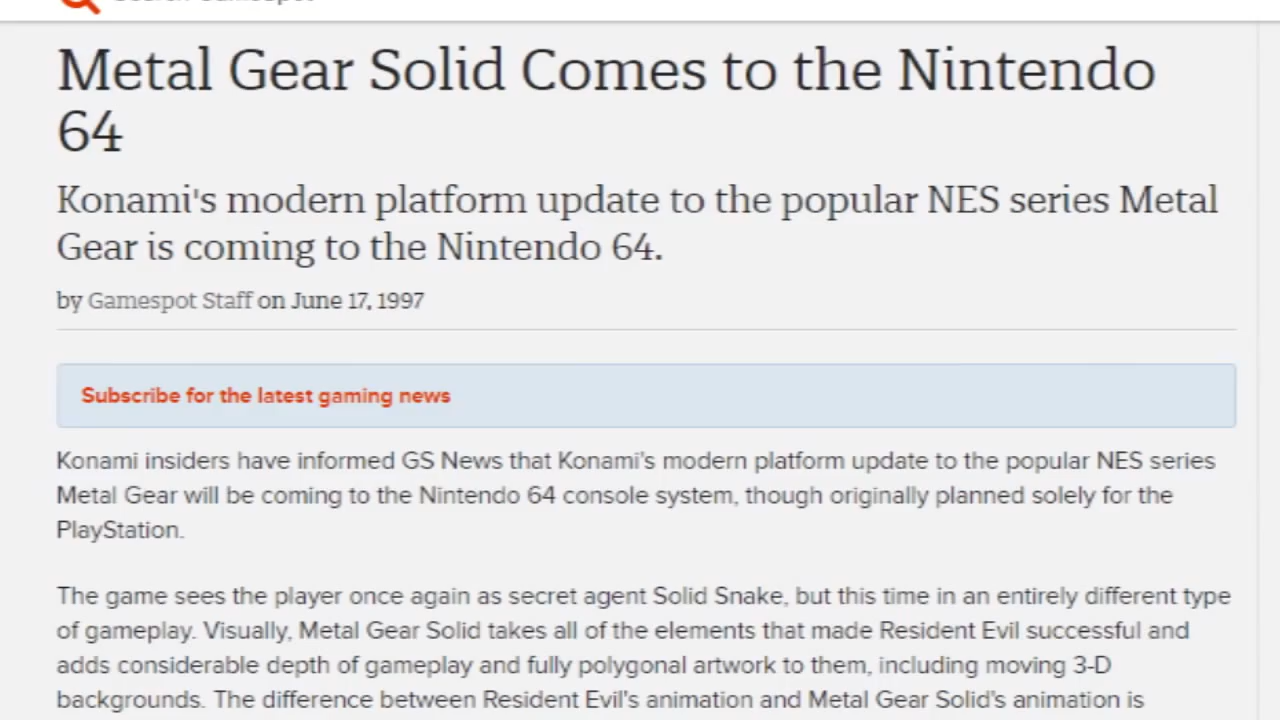 Metal Gear Solid Comes to the Nintendo
64
Konami's modern platform update to the popular NES series Metal
Gear is coming to the Nintendo 64.
by Gamespot Staff on June 17, 1997
Subscribe for the latest gaming news
Konami insiders have informed GS News that Konami's modern platform update to the popular NES series
Metal Gear will be coming to the Nintendo 64 console system, though originally planned solely for the
PlayStation.
The game sees the player once again as secret agent Solid Snake, but this time in an entirely different type
of gameplay. Visually, Metal Gear Solid takes all of the elements that made Resident Evil successful and
adds considerable depth of gameplay and fully polygonal artwork to them, including moving 3-D
backgrounds. The difference between Resident Evil's animation and Metal Gear Solid's animation is